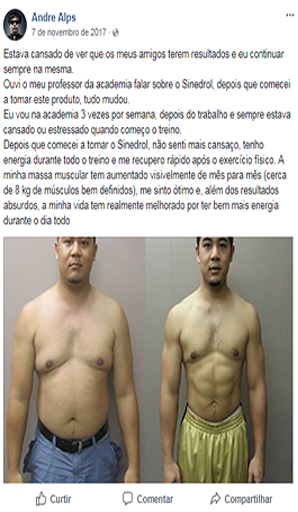 Andre Alps
7 de novembro de 2017 ·
Estava cansado de ver que os meus amigos terem resultados e eu continuar
sempre na mesma.
Ouvi o meu professor da academia falar sobre o Sinedrol, depois que comecei
a tomar este produto, tudo mudou.
Eu vou na academia 3 vezes por semana, depois do trabalho e sempre estava
cansado ou estressado quando começo o treino.
Depois que comecei a tomar o Sinedrol, não senti mais cansaço, tenho
energia durante todo o treino e me recupero rápido após o exercício físico. A
minha massa muscular tem aumentado visivelmente de mês para mês (cerca
de 8 kg de músculos bem definidos), me sinto ótimo e, além dos resultados
absurdos, a minha vida tem realmente melhorado por ter bem mais energia
durante o dia todo
Curtir Comentar Compartilhar